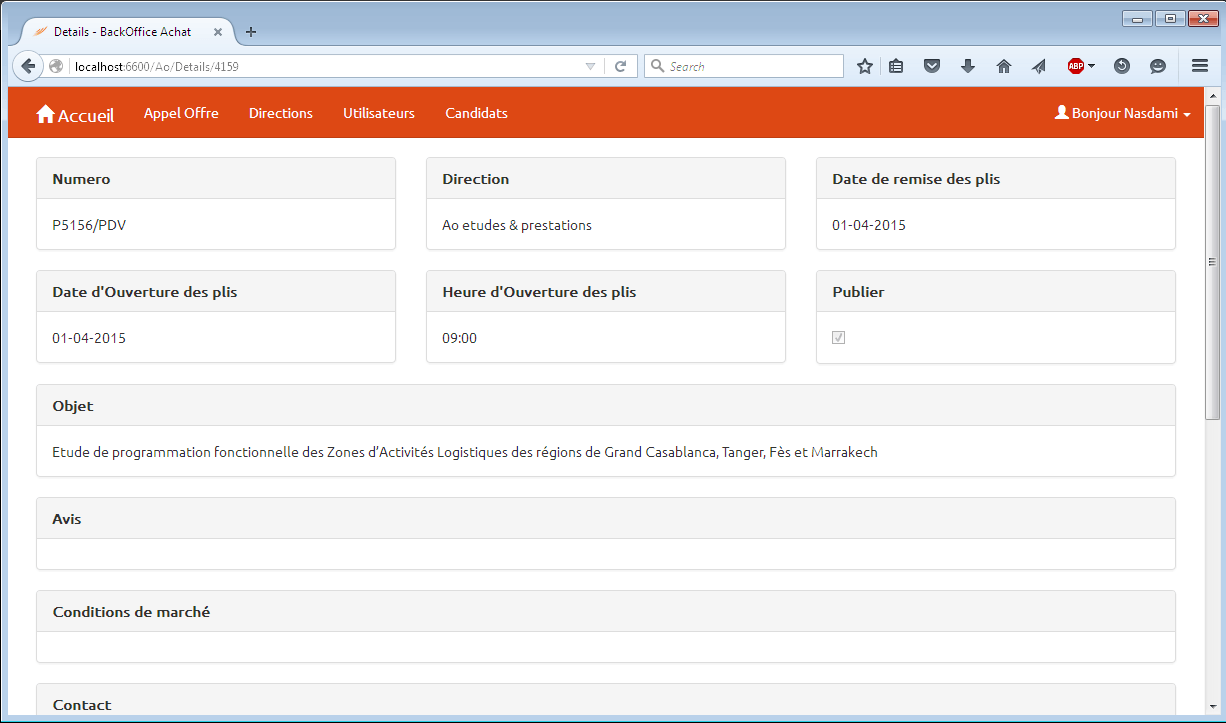 Details - BackOffice Achat
localhost:6600/Ao/Details/4159
Search
ABP
Accueil
Appel Offre
Directions
Utilisateurs
Candidats
Bonjour Nasdami
Numero
Direction
Date de remise des plis
P5156/PDV
Ao etudes & prestations
01-04-2015
Date d'Ouverture des plis
Heure d'Ouverture des plis
Publier
01-04-2015
09:00
Objet
Etude de programmation fonctionnelle des Zones d’Activités Logistiques des régions de Grand Casablanca, Tanger, Fès et Marrakech
Avis
Conditions de marché
Contact